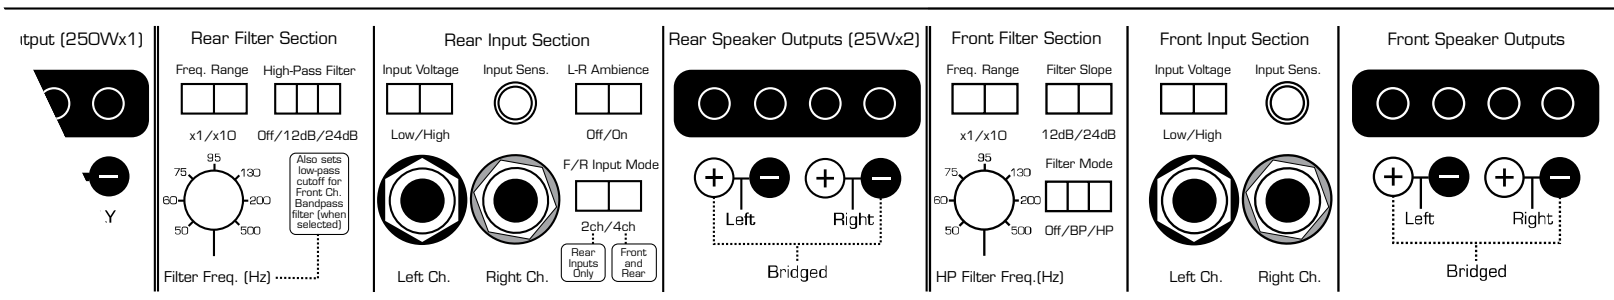 tput (250Wx1)
.Y
Rear Filter Section
Freq. Range
High-Pass Filter
x1/x10
Off/12dB/24dB
95
75
130
60
200
50
500
Also sets
low-pass
cutoff for
Front Ch.
Bandpass
filter (when
selected)
Filter Freq. (Hz)
Rear Input Section
Input Voltage
Input Sens.
L-R Ambience
Low/High
Off/On
F/R Input Mode
2ch/4ch
Rear
Inputs
Only
Front
and
Rear
Left Ch.
Right Ch.
Rear Speaker Outputs (25Wx2)
+
−
+
−
Left
Right
Bridged
Front Filter Section
Freq. Range
Filter Slope
x1/x10
12dB/24dB
95
75
130
60
200
50
500
Filter Mode
Off/BP/HP
HP Filter Freq.(Hz)
Front Input Section
Input Voltage
Input Sens.
Low/High
Left Ch.
Right Ch.
Front Speaker Outputs
+
−
+
−
Left
Right
Bridged